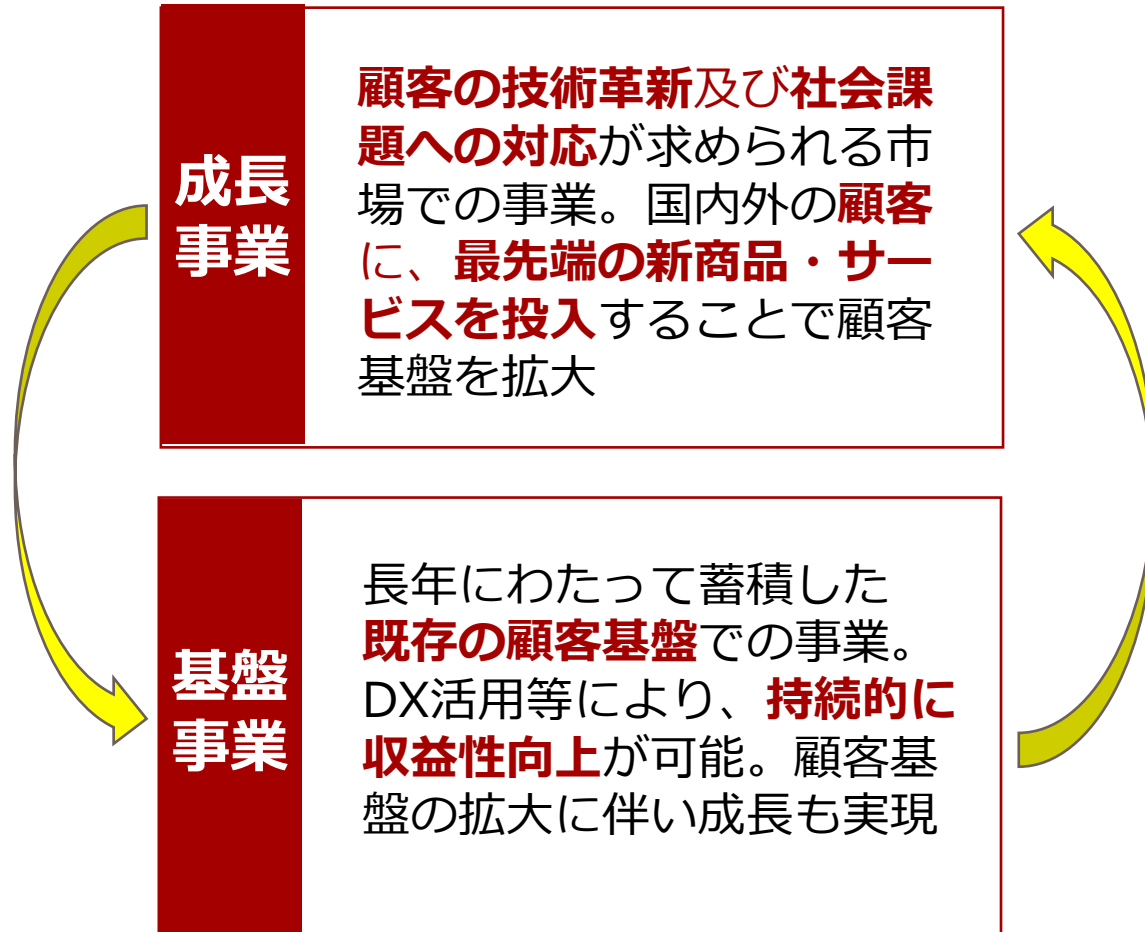 成長
事業
顧客の技術革新及び社会課
題への対応が求められる市
場での事業。国内外の顧客
に、最先端の新商品・サー
ビスを投入することで顧客
基盤を拡大
基盤
事業
長年にわたって蓄積した
既存の顧客基盤での事業。
DX活用等により、持続的に
収益性向上が可能。顧客基
盤の拡大に伴い成長も実現